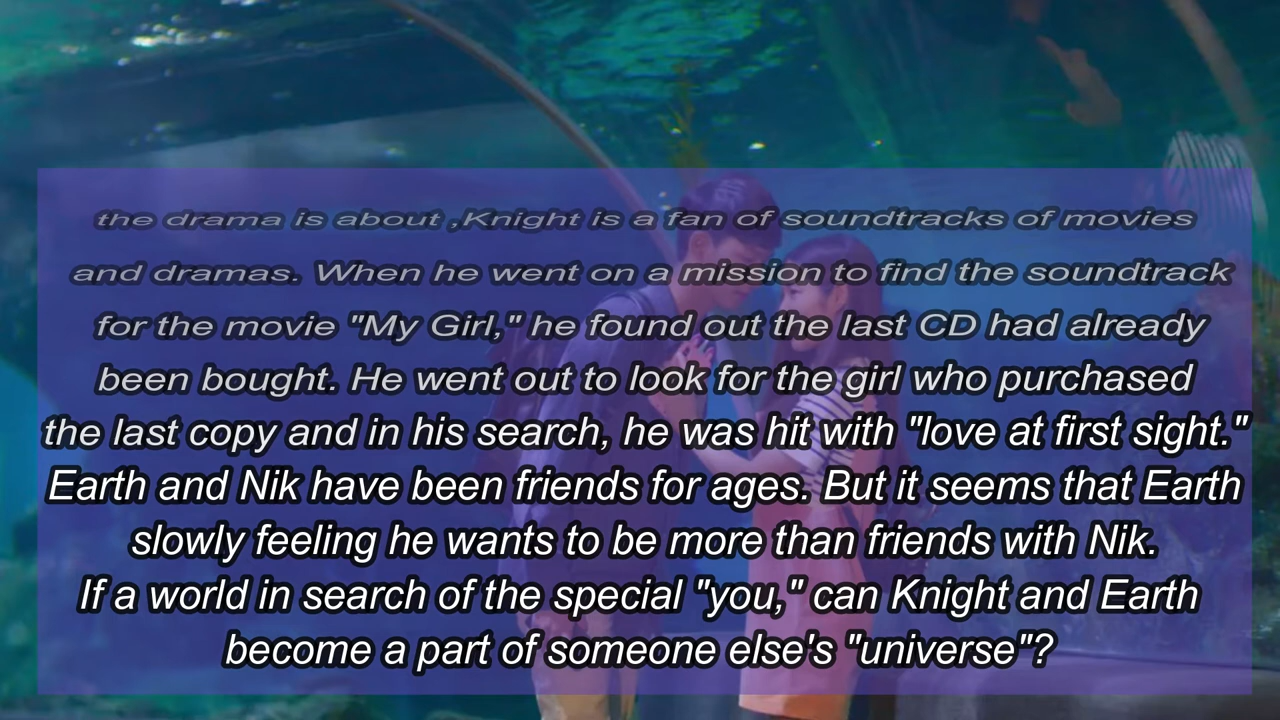 the drama is about ,Knight is a fan of soundtracks of movies
and dramas. When he went on a mission to find the soundtrack
for the movie "My Girl," he found out the last CD had already
been bought. He went out to look for the girl who purchased
the last copy and in his search, he was hit with "love at first sight."
Earth and Nik have been friends for ages. But it seems that Earth
slowly feeling he wants to be more than friends with Nik.
If a world in search of the special "you," can Knight and Earth
become a part of someone else's "universe"?